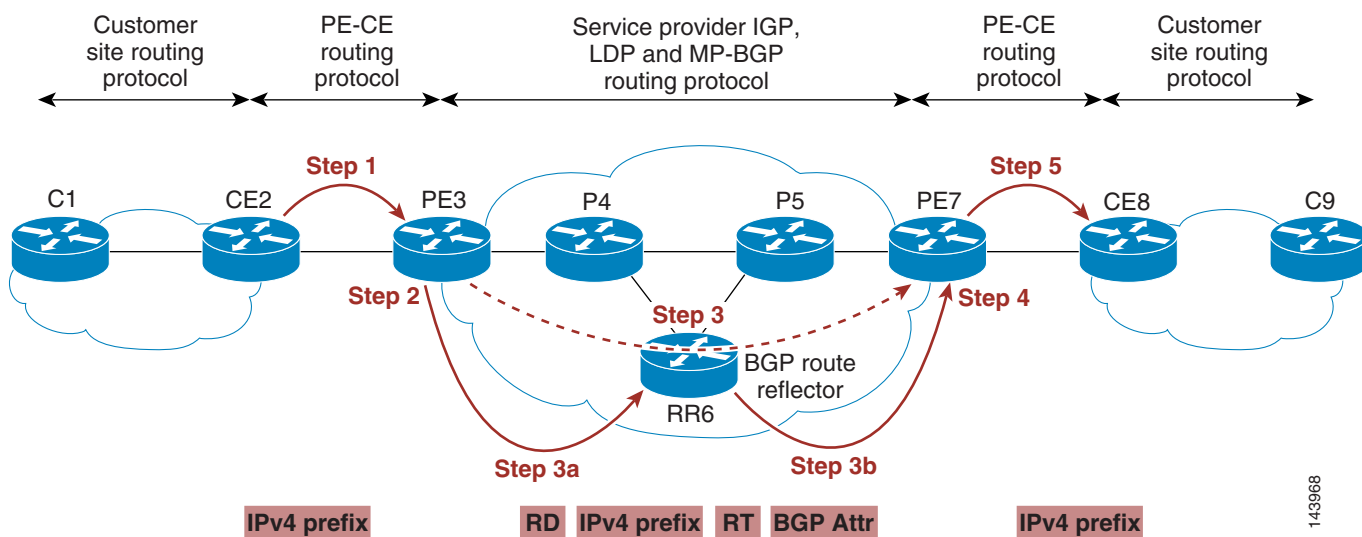 Customer
site routing
protocol
PE-CE
routing
protocol
Service provider IGP,
LDP and MP-BGP
routing protocol
PE-CE
routing
protocol
Customer
site routing
protocol
Step 1
Step 5
C1
CE2
PE3
P4
P5
PE7
CE8
C9
Step 2
Step 3
Step 4
BGP route
reflector
RR6
Step 3a
Step 3b
IPv4 prefix
RD
IPv4 prefix
RT
BGP Attr
IPv4 prefix
143968